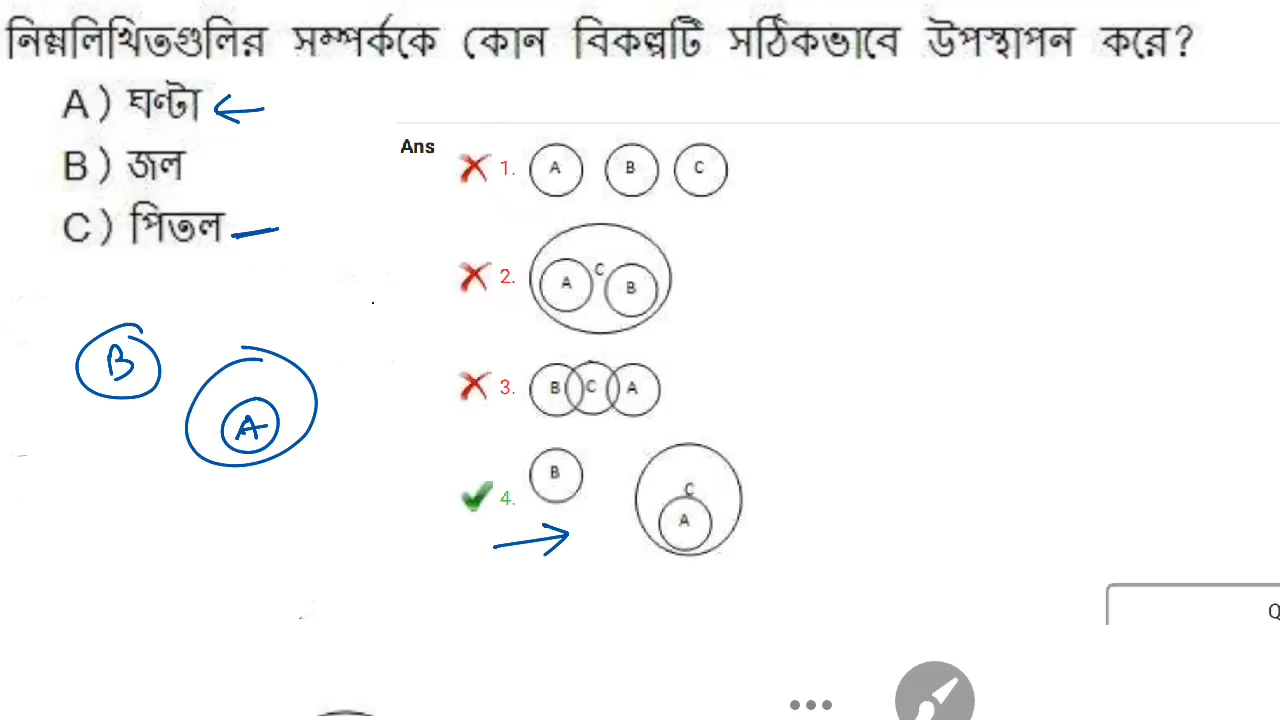 নিম্নলিখিতগুলির সম্পর্ককে কোন বিকল্পটি সঠিকভাবে উপস্থাপন করে?
A) ঘণ্টা
B) জল
C) পিতল
Ans
1. A B C
2. A C B
3. B C A
4. B C A
B
A
Q